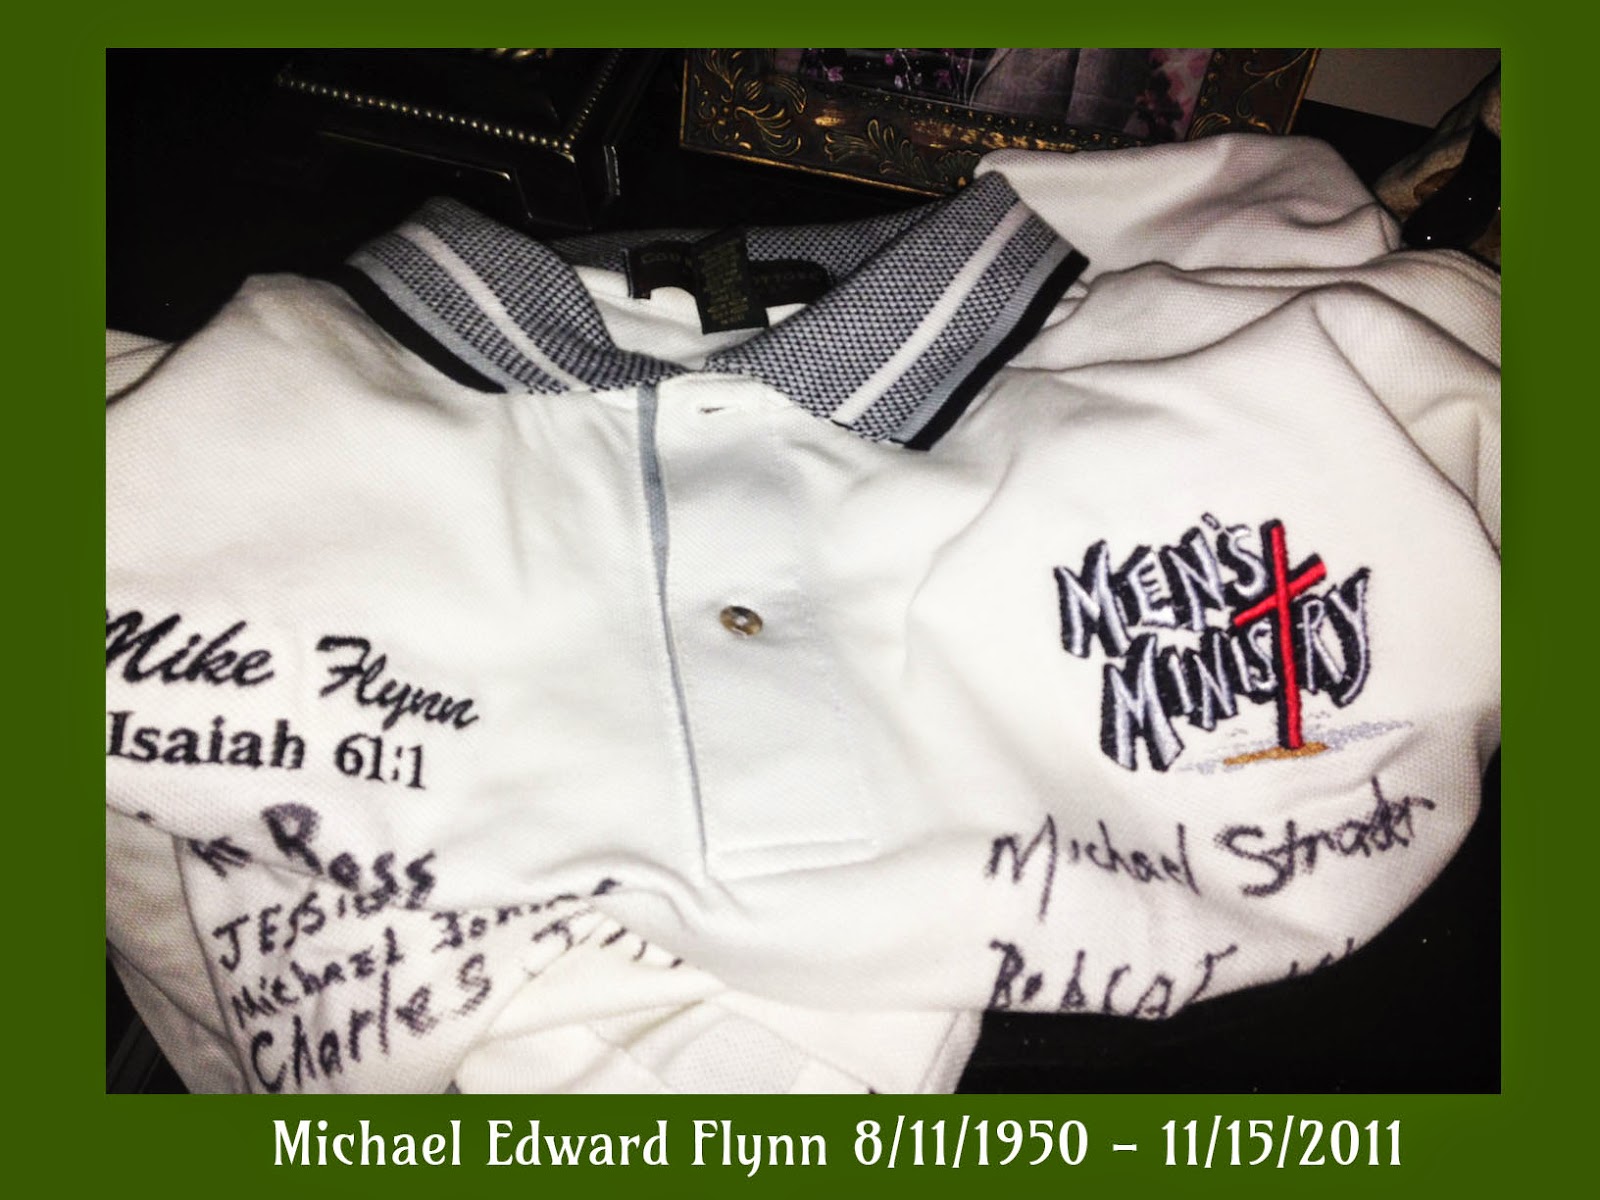 Mike Flynn
Isaiah 61:1
MEN'S
MINISTRY
Ross
Michael
Charles
Michael Strader
Michael Edward Flynn 8/11/1950 – 11/15/2011